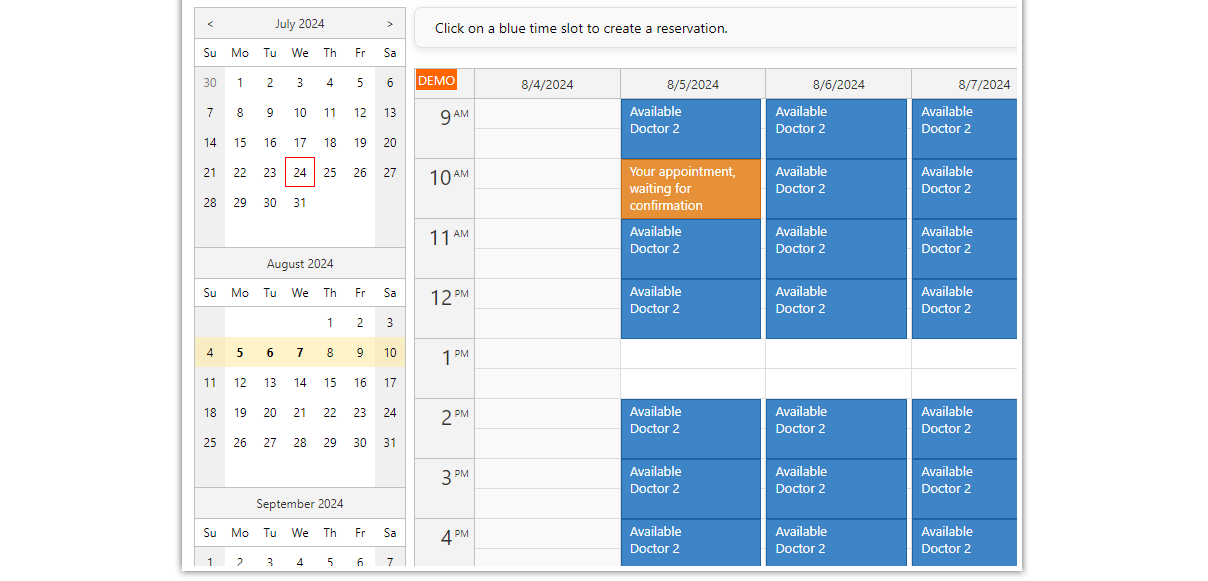 < July 2024 >
Su Mo Tu We Th Fr Sa
30 1 2 3 4 5 6
7 8 9 10 11 12 13
14 15 16 17 18 19 20
21 22 23 24 25 26 27
28 29 30 31
August 2024
Su Mo Tu We Th Fr Sa
1 2 3
4 5 6 7 8 9 10
11 12 13 14 15 16 17
18 19 20 21 22 23 24
25 26 27 28 29 30 31
September 2024
Su Mo Tu We Th Fr Sa
1 2 3 4 5 6 7
Click on a blue time slot to create a reservation.
DEMO 8/4/2024 8/5/2024 8/6/2024 8/7/2024
9 AM
Available Available Available
Doctor 2 Doctor 2 Doctor 2
10 AM
Your appointment, Available Available
waiting for Doctor 2 Doctor 2
confirmation
11 AM
Available Available Available
Doctor 2 Doctor 2 Doctor 2
12 PM
Available Available Available
Doctor 2 Doctor 2 Doctor 2
1 PM
2 PM
Available Available Available
Doctor 2 Doctor 2 Doctor 2
3 PM
Available Available Available
Doctor 2 Doctor 2 Doctor 2
4 PM
Available Available Available
Doctor 2 Doctor 2 Doctor 2